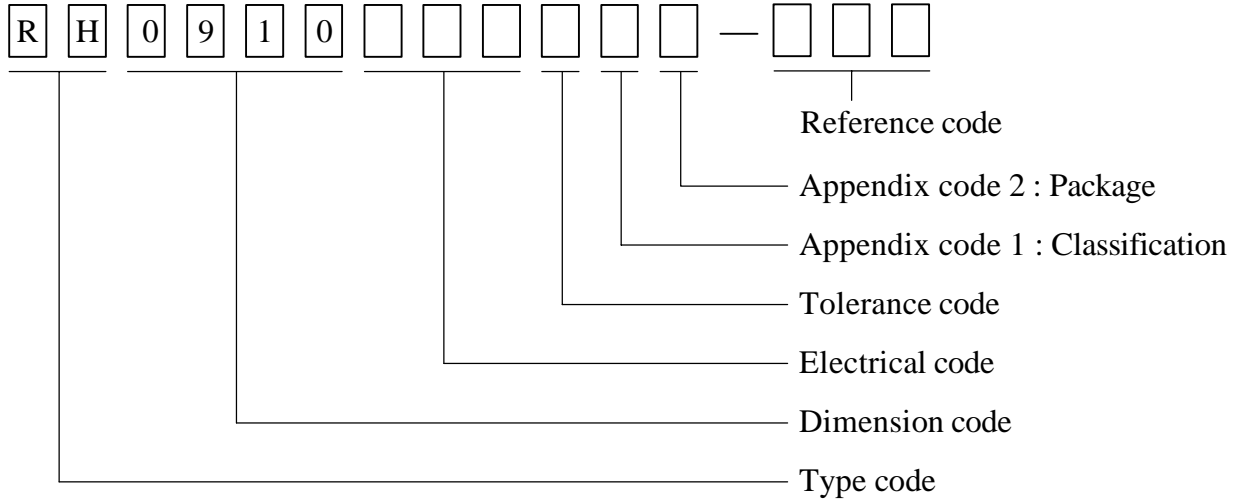 R H 0 9 1 0 —
Reference code
Appendix code 2 : Package
Appendix code 1 : Classification
Tolerance code
Electrical code
Dimension code
Type code